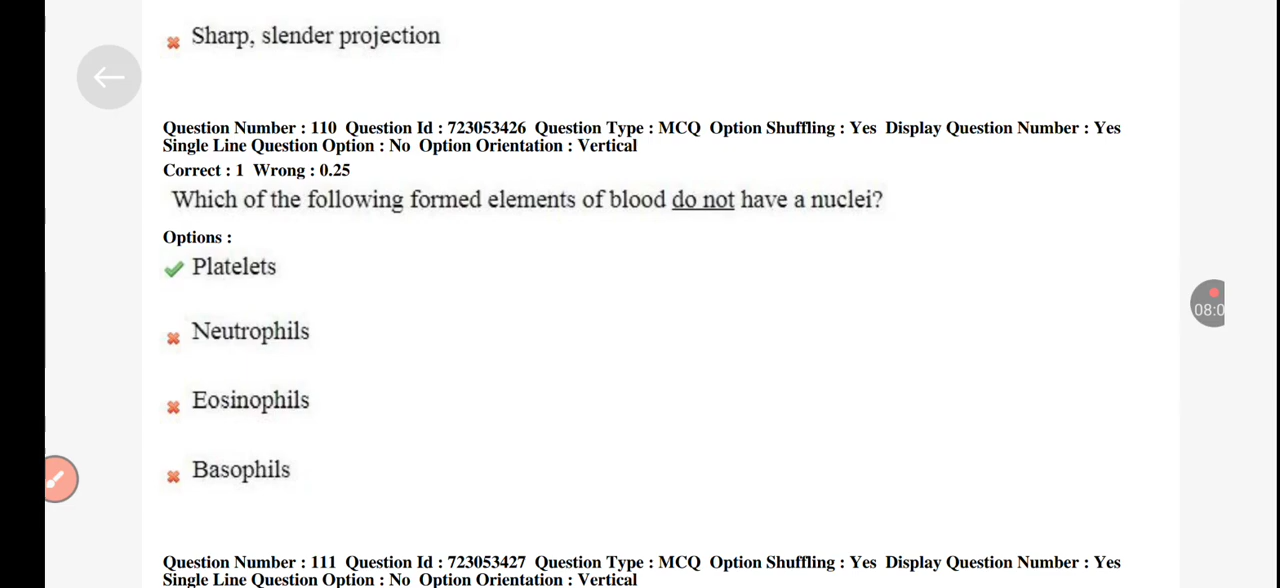 Sharp, slender projection
Question Number : 110 Question Id : 723053426 Question Type : MCQ Option Shuffling : Yes Display Question Number : Yes
Single Line Question Option : No Option Orientation : Vertical
Correct : 1 Wrong : 0.25
Which of the following formed elements of blood do not have a nuclei?
Options :
Platelets
Neutrophils
08:0
Eosinophils
Basophils
Question Number : 111 Question Id : 723053427 Question Type : MCQ Option Shuffling : Yes Display Question Number : Yes
Single Line Question Option : No Option Orientation : Vertical